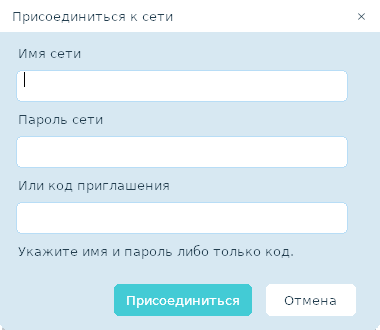 Присоединиться к сети
Имя сети
Пароль сети
Или код приглашения
Укажите имя и пароль либо только код.
Присоединиться
Отмена